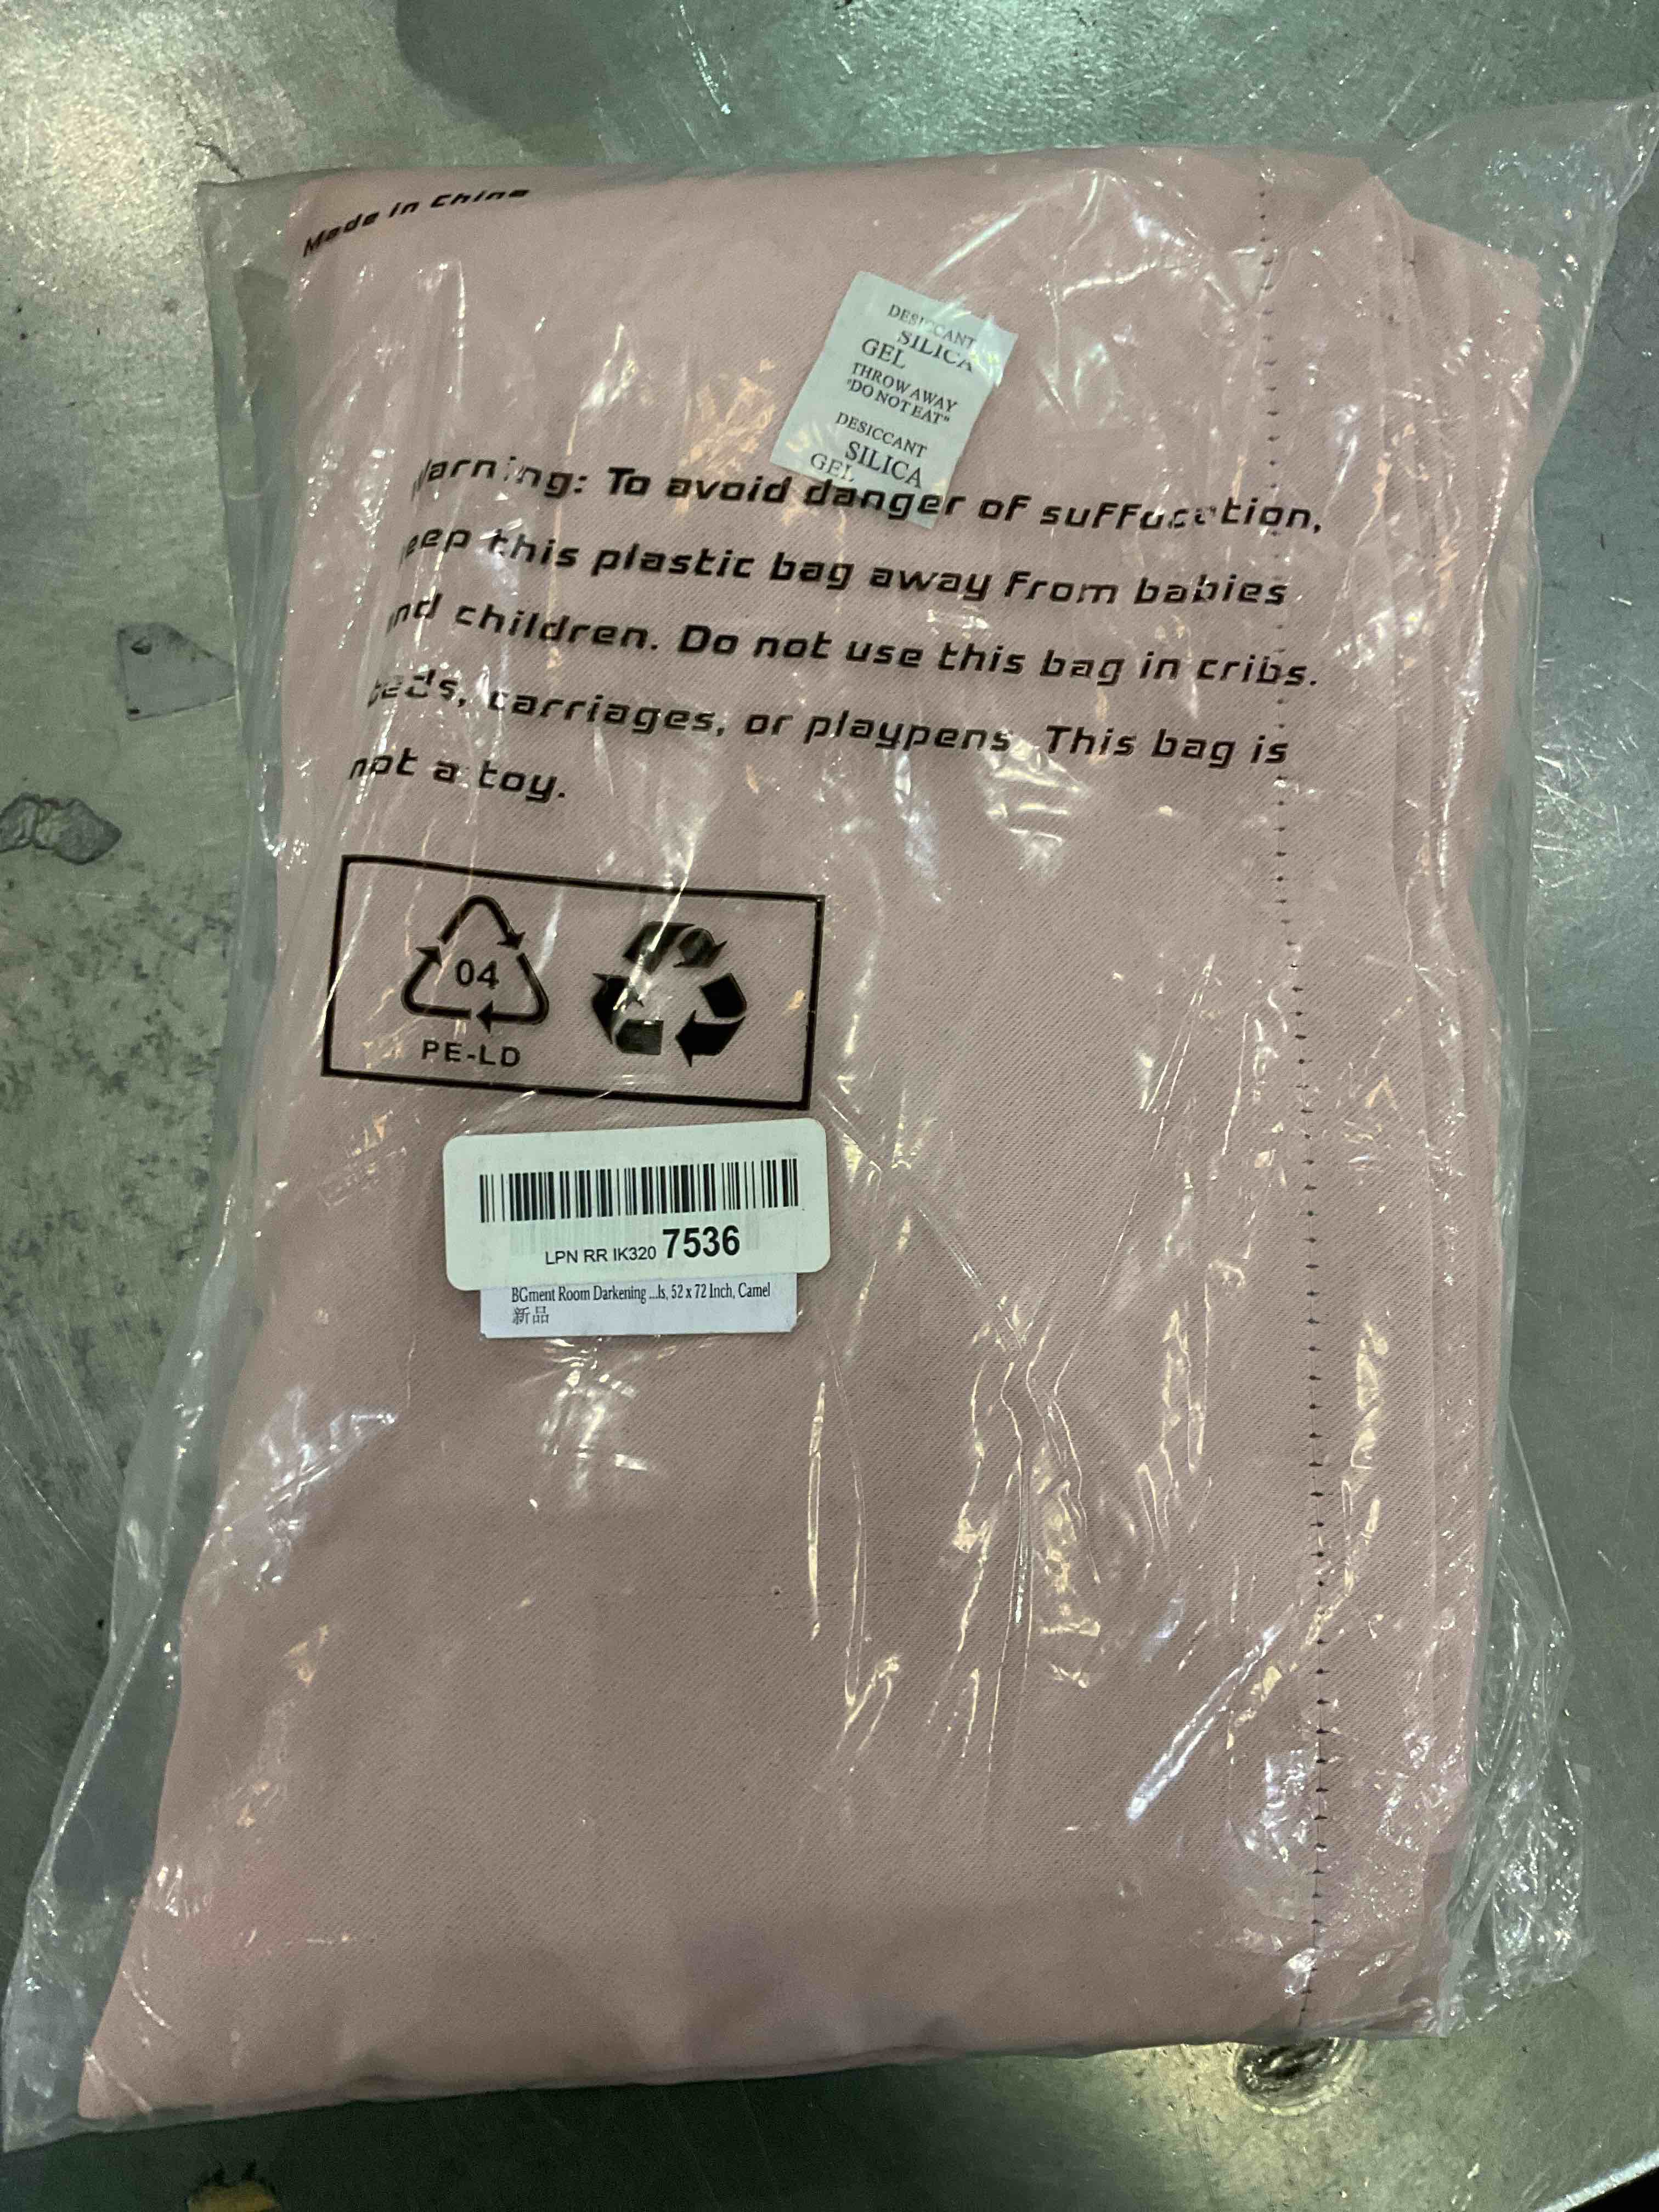 Made in China
DESICCANT
SILICA
GEL
THROW AWAY
"DO NOT EAT"
DESICCANT
SILICA
GEL
Warning: To avoid danger of suffocation,
keep this plastic bag away from babies
and children. Do not use this bag in cribs.
beds, carriages, or playpens. This bag is
not a toy.
04
PE-LD
LPN RR IK320 7536
BGment Room Darkening ...ls, 52 x 72 Inch, Camel
新品